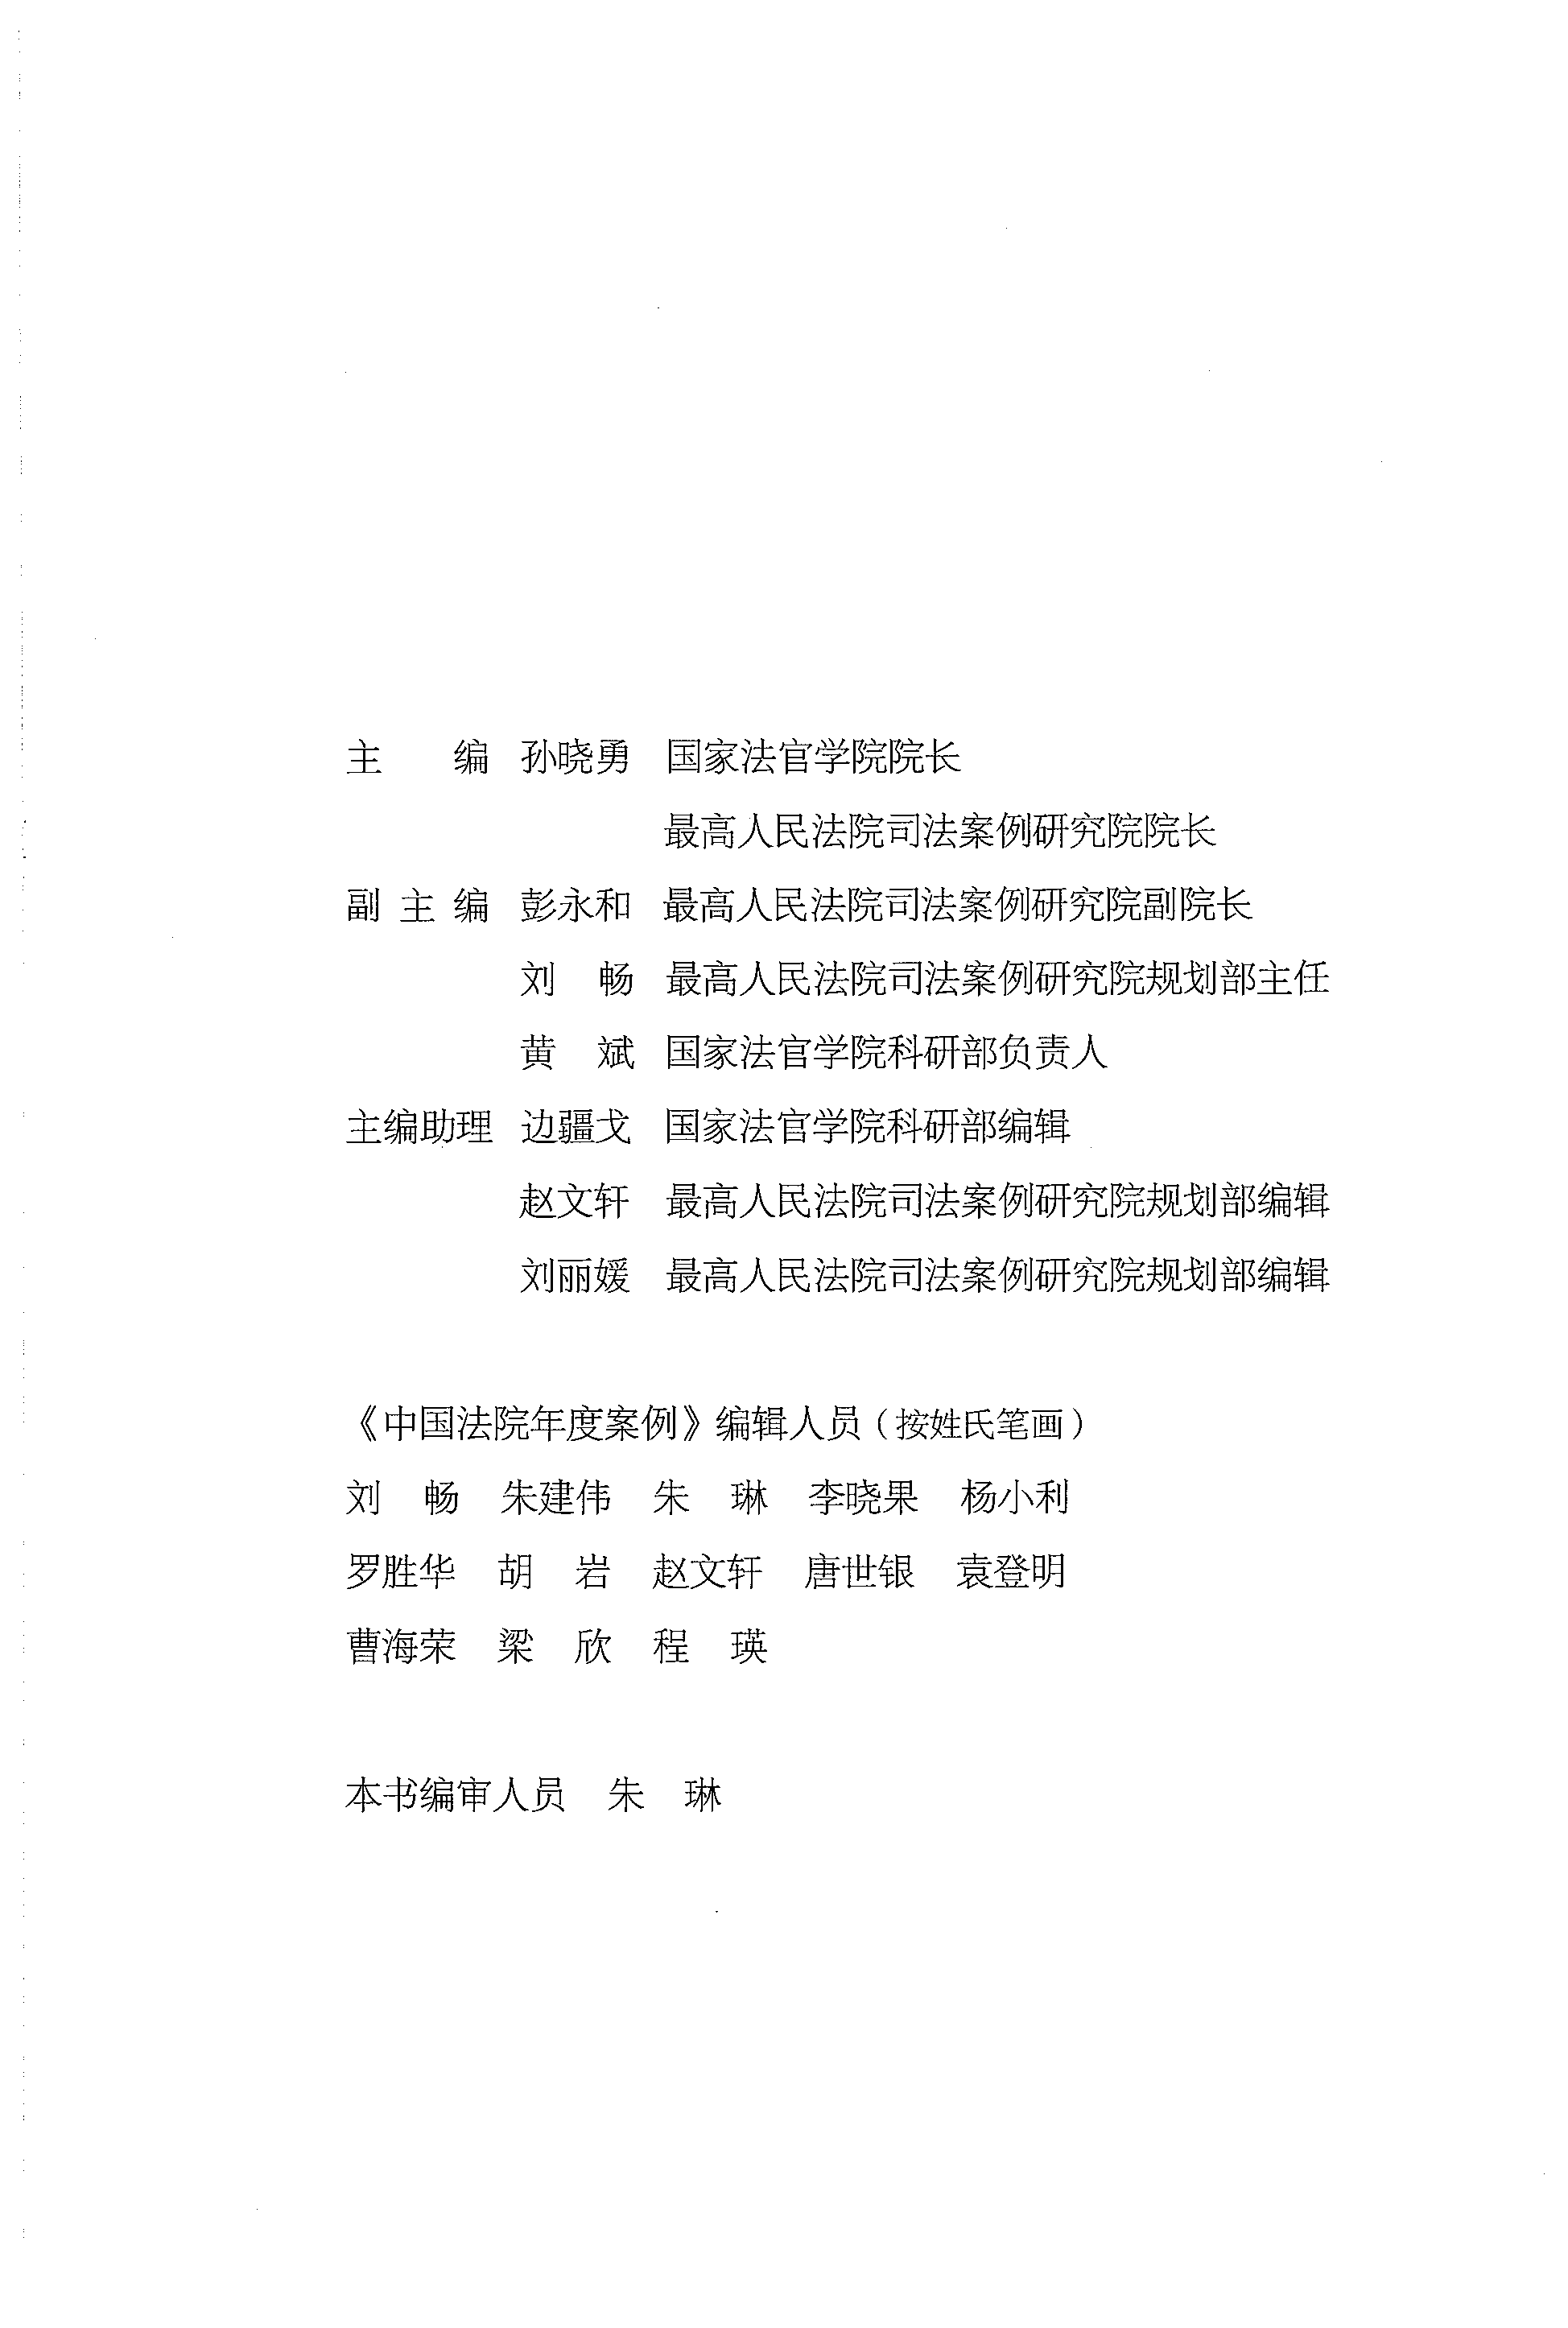 主　　编 孙晓勇 国家法官学院院长
最高人民法院司法案例研究院院长
副 主 编 彭永和 最高人民法院司法案例研究院副院长
刘　畅 最高人民法院司法案例研究院规划部主任
黄　斌 国家法官学院科研部负责人
主编助理 边疆戈 国家法官学院科研部编辑
赵文轩 最高人民法院司法案例研究院规划部编辑
刘丽媛 最高人民法院司法案例研究院规划部编辑
《中国法院年度案例》编辑人员（按姓氏笔画）
刘　畅 朱建伟 朱　琳 李晓果 杨小利
罗胜华 胡　岩 赵文轩 唐世银 袁登明
曹海荣 梁　欣 程　瑛
本书编审人员 朱　琳